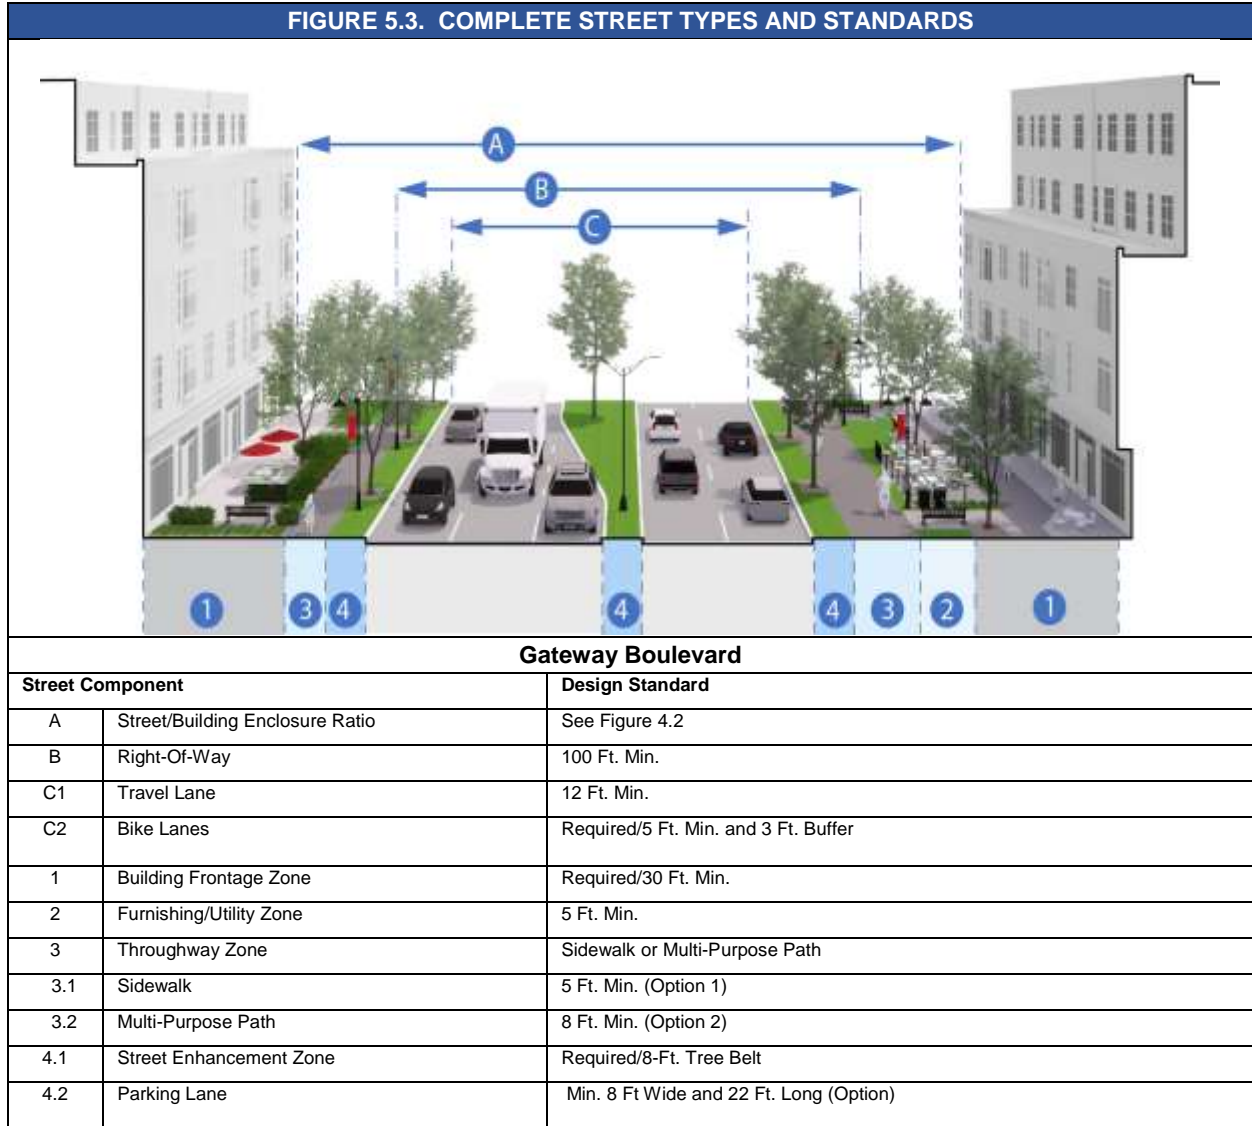 FIGURE 5.3. COMPLETE STREET TYPES AND STANDARDS
A
B
C
1 3 4 4 4 3 2 1
Gateway Boulevard
Street Component Design Standard
A Street/Building Enclosure Ratio See Figure 4.2
B Right-Of-Way 100 Ft. Min.
C1 Travel Lane 12 Ft. Min.
C2 Bike Lanes Required/5 Ft. Min. and 3 Ft. Buffer
1 Building Frontage Zone Required/30 Ft. Min.
2 Furnishing/Utility Zone 5 Ft. Min.
3 Throughway Zone Sidewalk or Multi-Purpose Path
3.1 Sidewalk 5 Ft. Min. (Option 1)
3.2 Multi-Purpose Path 8 Ft. Min. (Option 2)
4.1 Street Enhancement Zone Required/8-Ft. Tree Belt
4.2 Parking Lane Min. 8 Ft Wide and 22 Ft. Long (Option)